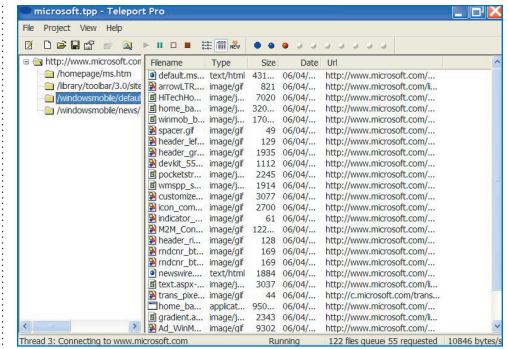 microsoft.tpp - Teleport Pro
File Project View Help
http://www.microsoft.com
/homepage/ms.htm
/library/toolbar/3.0/site
/windowsmobile/defaul
/windowsmobile/news/
Filename Type Size Date Url
default.ms... text/html 431... 06/04/... http://www.microsoft.com/...
arrowLTR.... image/gif 821 06/04/... http://www.microsoft.com/li...
HiTechHo... image/j... 7020 06/04/... http://www.microsoft.com/...
home_ba... image/j... 320... 06/04/... http://www.microsoft.com/...
winmob_b... image/j... 170... 06/04/... http://www.microsoft.com/...
spacer.gif image/gif 49 06/04/... http://www.microsoft.com/...
header_lef... image/gif 129 06/04/... http://www.microsoft.com/...
header_gr... image/gif 1935 06/04/... http://www.microsoft.com/...
devkit_55... image/gif 1112 06/04/... http://www.microsoft.com/...
pocketstr... image/j... 2245 06/04/... http://www.microsoft.com/...
wmspp_s... image/j... 1914 06/04/... http://www.microsoft.com/...
customize... image/gif 3077 06/04/... http://www.microsoft.com/...
icon_com... image/gif 2700 06/04/... http://www.microsoft.com/...
indicator_... image/gif 61 06/04/... http://www.microsoft.com/...
M2M_Con... image/gif 122... 06/04/... http://www.microsoft.com/...
header_ri... image/gif 128 06/04/... http://www.microsoft.com/...
rndcnr_bt... image/gif 169 06/04/... http://www.microsoft.com/...
rndcnr_bt... image/gif 169 06/04/... http://www.microsoft.com/...
newswire.... text/html 1884 06/04/... http://www.microsoft.com/...
text.aspx-... image/j... 3037 06/04/... http://www.microsoft.com/li...
trans_pixe... image/gif 44 06/04/... http://c.microsoft.com/trans...
home_ba... applicat... 950... 06/04/... http://www.microsoft.com/...
gradient.a... image/j... 2343 06/04/... http://www.microsoft.com/li...
Ad_WinM... image/gif 9302 06/04/... http://www.microsoft.com/...
Thread 3: Connecting to www.microsoft.com Running 122 files queue 55 requested 10846 bytes/s